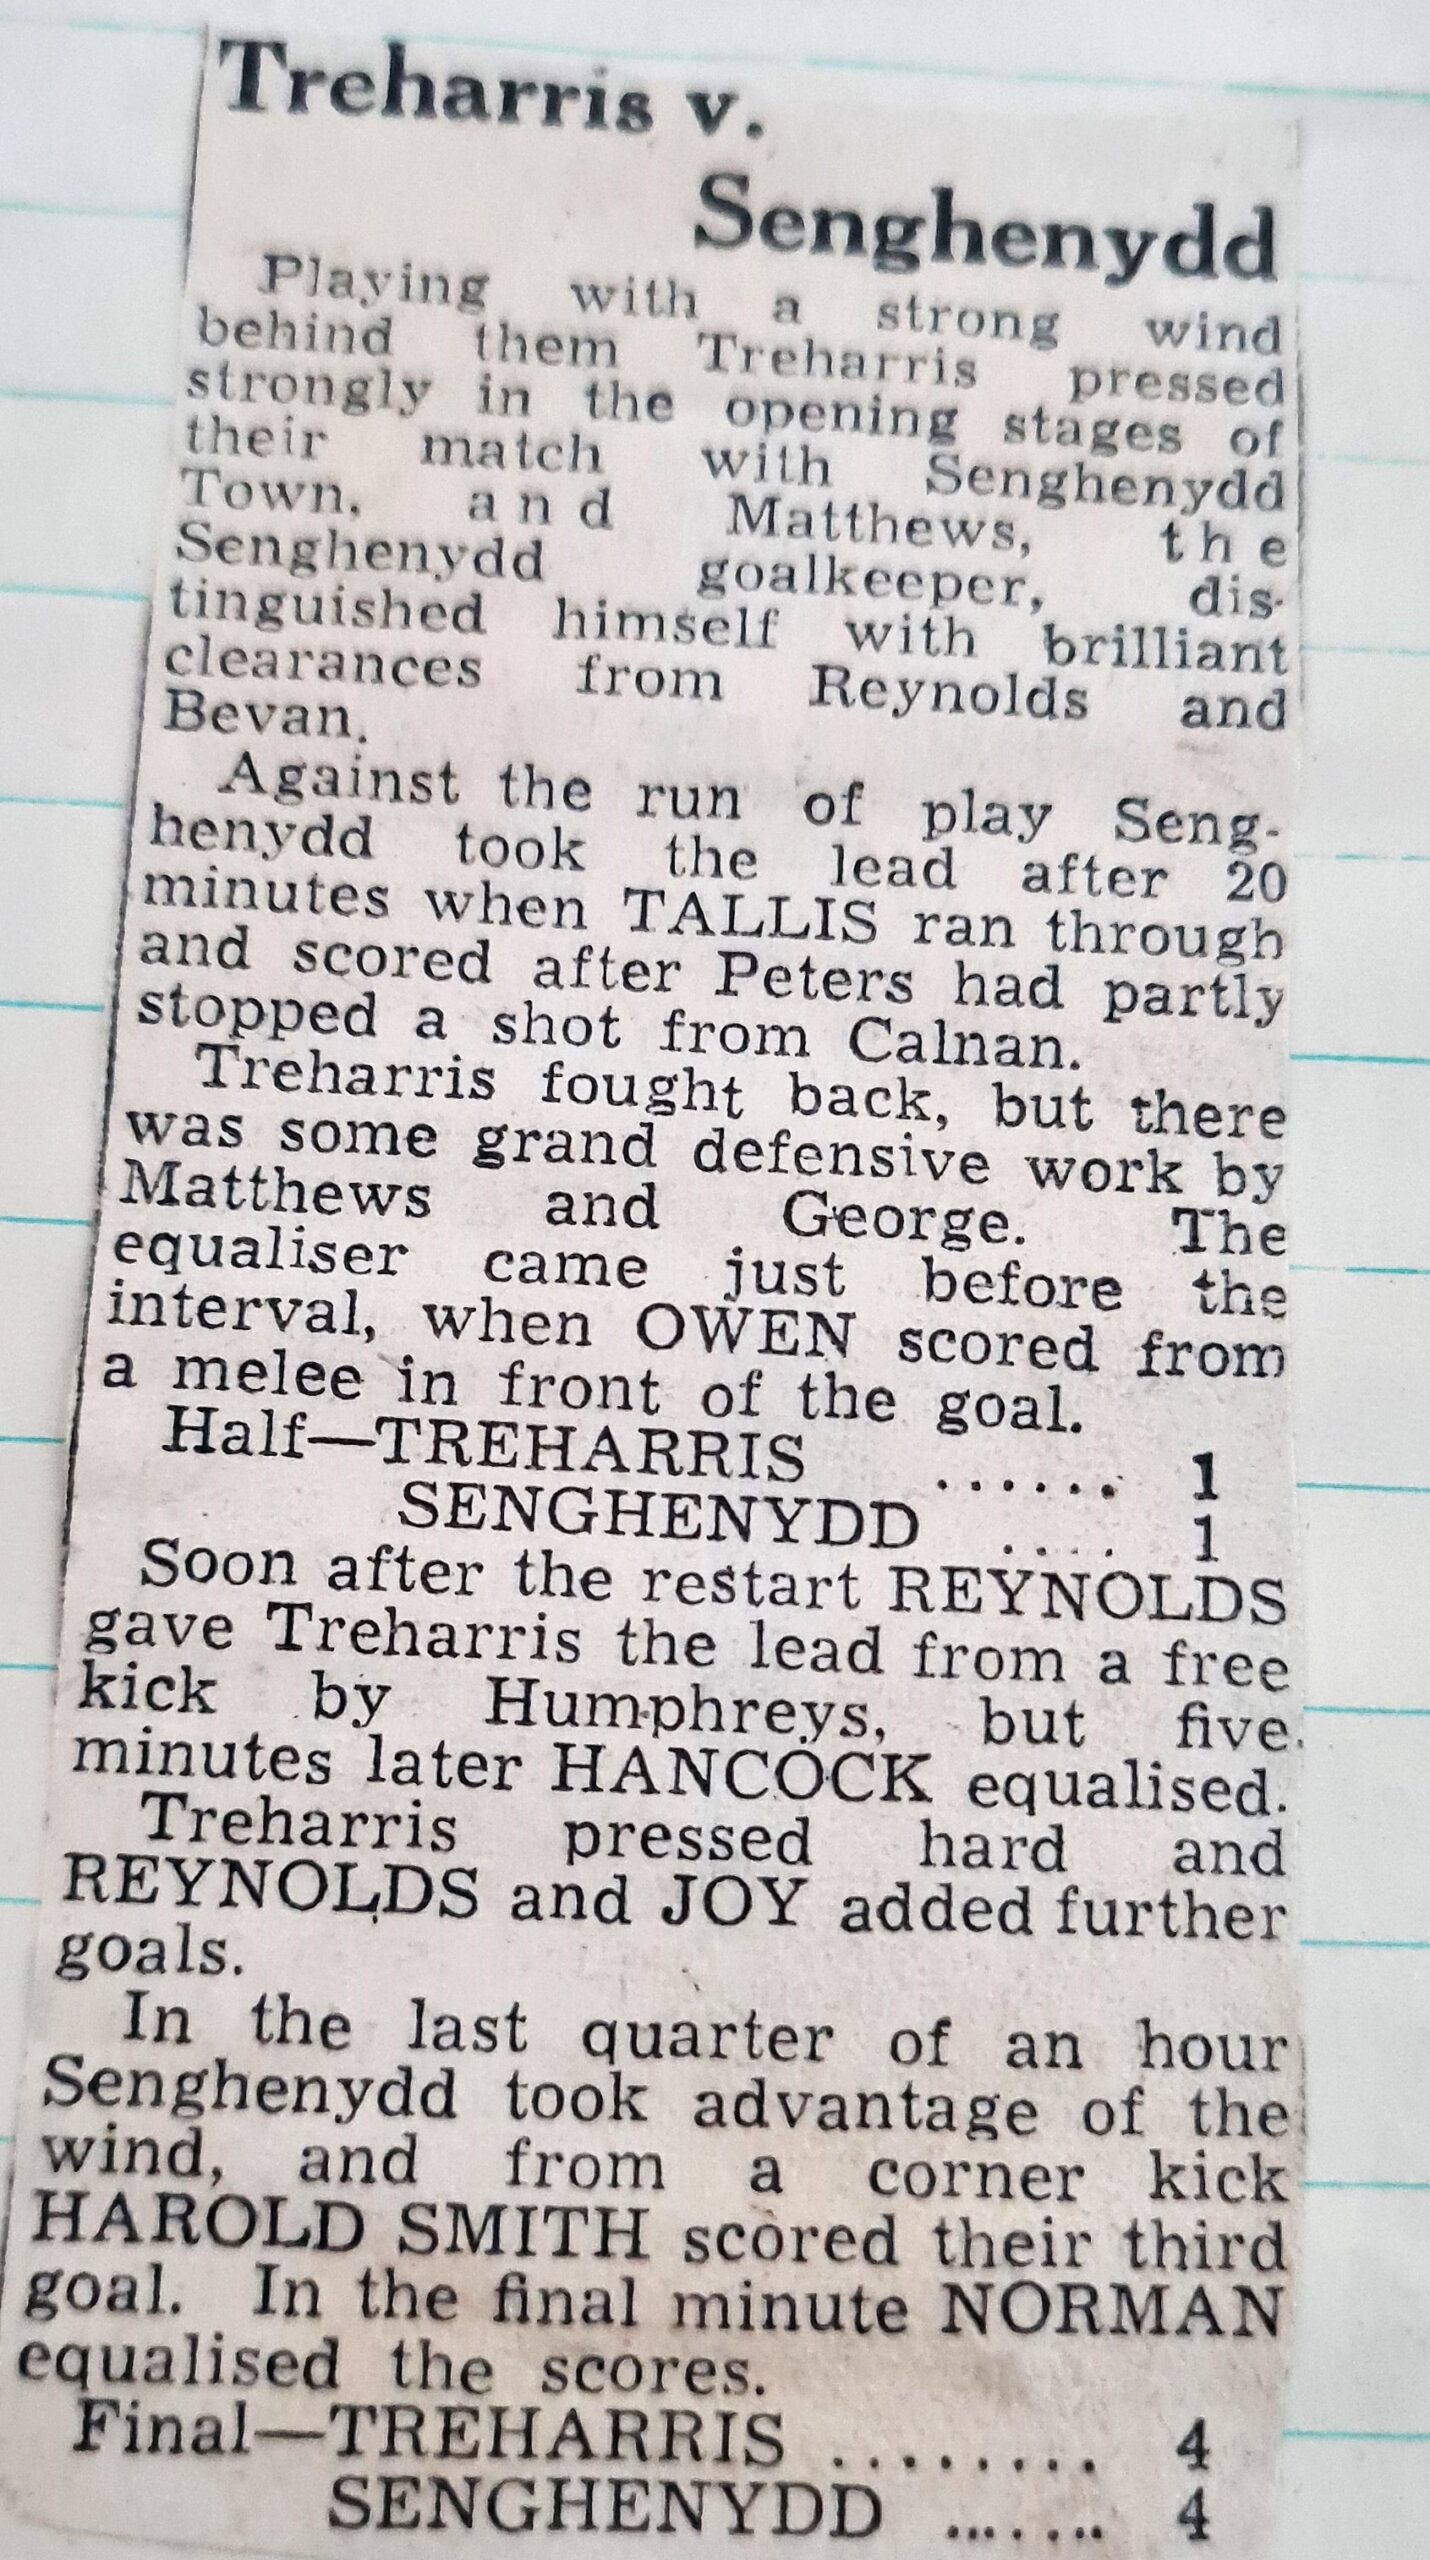 Treharris v.
Senghenydd
Playing with a strong wind
behind them Treharris pressed
strongly in the opening stages of
their match with Senghenydd
Town, and Matthews, the
Senghenydd goalkeeper, dis-
tinguished himself with brilliant
clearances from Reynolds and
Bevan.
Against the run of play Seng-
henydd took the lead after 20
minutes when TALLIS ran through
and scored after Peters had partly
stopped a shot from Calnan.
Treharris fought back, but there
was some grand defensive work by
Matthews and George. The
equaliser came just before the
interval, when OWEN scored from
a melee in front of the goal.
Half—TREHARRIS ...... 1
SENGHENYDD .... 1
Soon after the restart REYNOLDS
gave Treharris the lead from a free
kick by Humphreys, but five
minutes later HANCOCK equalised.
Treharris pressed hard and
REYNOLDS and JOY added further
goals.
In the last quarter of an hour
Senghenydd took advantage of the
wind, and from a corner kick
HAROLD SMITH scored their third
goal. In the final minute NORMAN
equalised the scores.
Final—TREHARRIS ......... 4
SENGHENYDD ....... 4